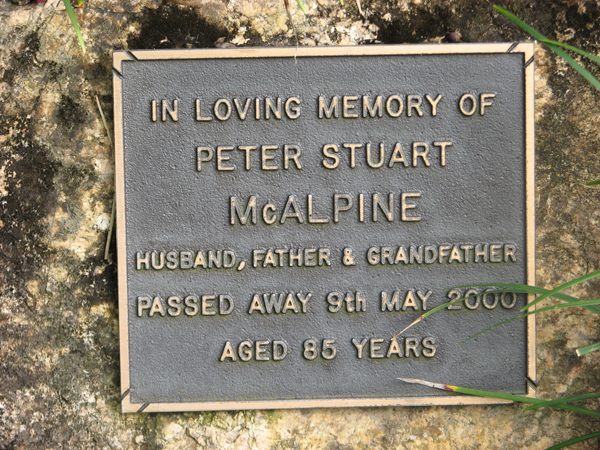 IN LOVING MEMORY OF
PETER STUART
McALPINE
HUSBAND, FATHER & GRANDFATHER
PASSED AWAY 9th MAY 2000
AGED 85 YEARS